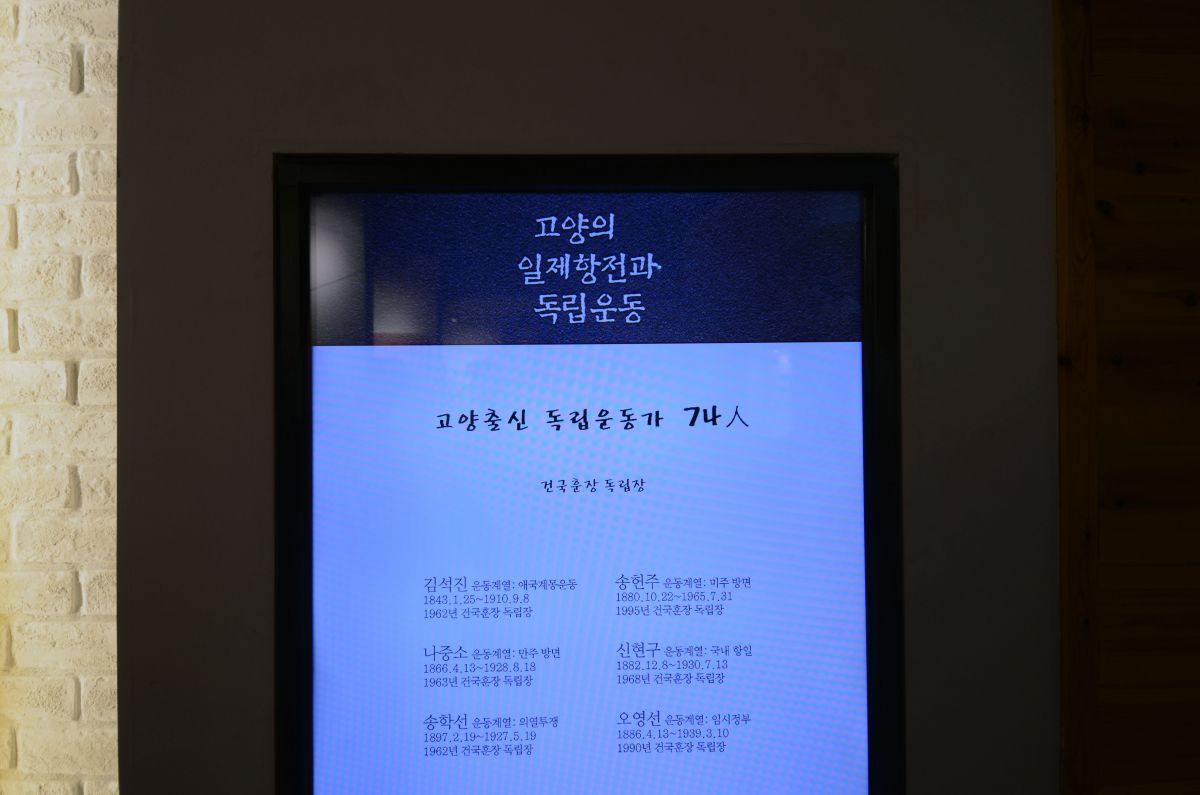 고양의
일제항전과
독립운동
고양출신 독립운동가 74人
건국훈장 독립장
김석진 운동계열: 애국계몽운동
1843.1.25~1910.9.8
1962년 건국훈장 독립장
송헌주 운동계열: 미주 방면
1880.10.22~1965.7.31
1995년 건국훈장 독립장
나중소 운동계열: 만주 방면
1866.4.13~1928.8.18
1963년 건국훈장 독립장
신현구 운동계열: 국내 항일
1882.12.8~1930.7.13
1968년 건국훈장 독립장
송학선 운동계열: 의열투쟁
1897.2.19~1927.5.19
1962년 건국훈장 독립장
오영선 운동계열: 임시정부
1886.4.13~1939.3.10
1990년 건국훈장 독립장